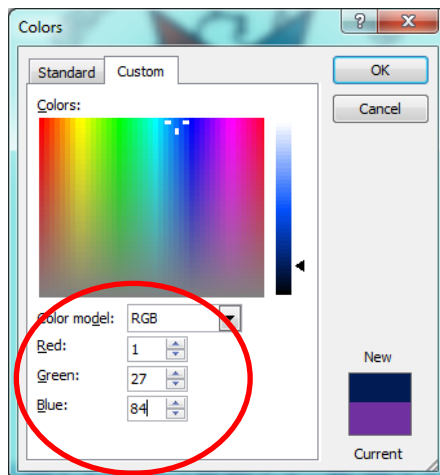 Colors
?
X
Standard
Custom
OK
Cancel
Colors:
Color model: RGB
Red: 1
Green: 27
Blue: 84
New
Current